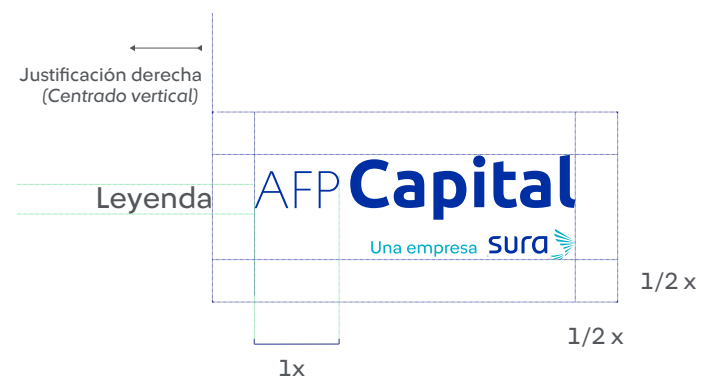 Justificación derecha
(Centrado vertical)
Leyenda
AFP Capital
Una empresa sura
1/2 x
1/2 x
1x